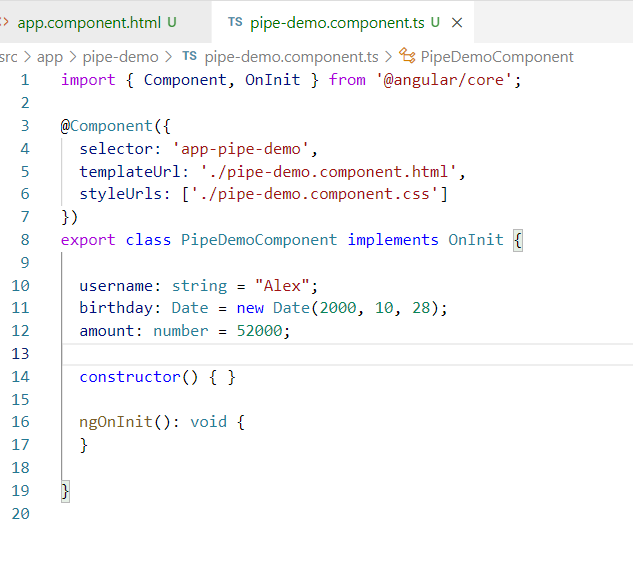 app.component.html U TS pipe-demo.component.ts U ×
src > app > pipe-demo > TS pipe-demo.component.ts > PipeDemoComponent
1 import { Component, OnInit } from '@angular/core';
2
3 @Component({
4 selector: 'app-pipe-demo',
5 templateUrl: './pipe-demo.component.html',
6 styleUrls: ['./pipe-demo.component.css']
7 })
8 export class PipeDemoComponent implements OnInit {
9
10 username: string = "Alex";
11 birthday: Date = new Date(2000, 10, 28);
12 amount: number = 52000;
13
14 constructor() { }
15
16 ngOnInit(): void {
17 }
18
19 }
20